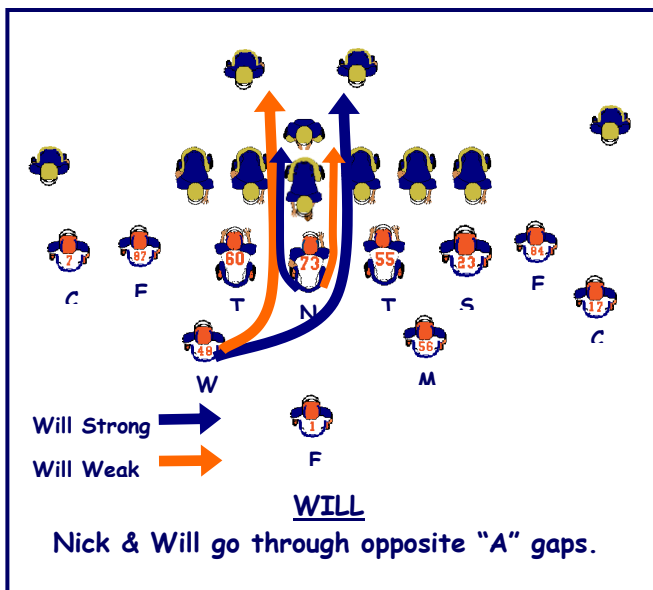 7
87
60
73
55
23
84
17
C
T
N
T
S
C
48
56
W
M
1
Will Strong
Will Weak
WILL
Nick & Will go through opposite “A” gaps.